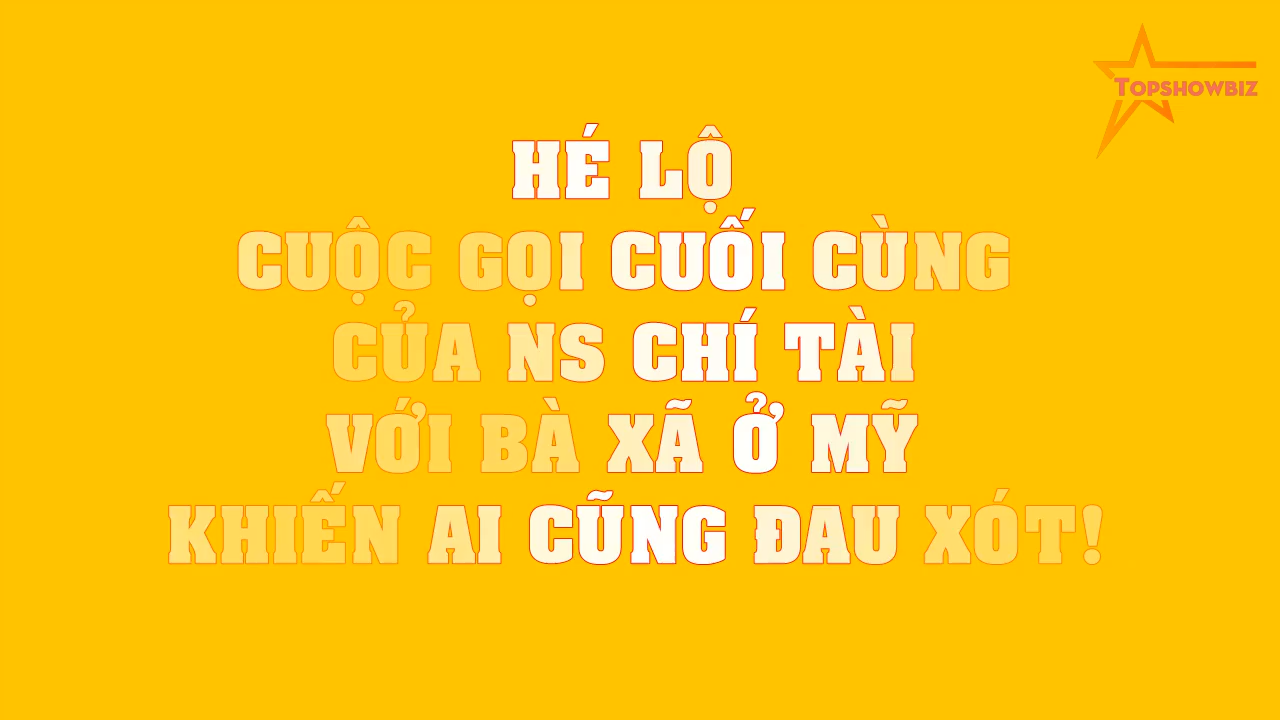 TOPSHOWBIZ
HÉ LỘ
CUỘC GỌI CUỐI CÙNG
CỦA NS CHÍ TÀI
VỚI BÀ XÃ Ở MỸ
KHIẾN AI CŨNG ĐAU XÓT!